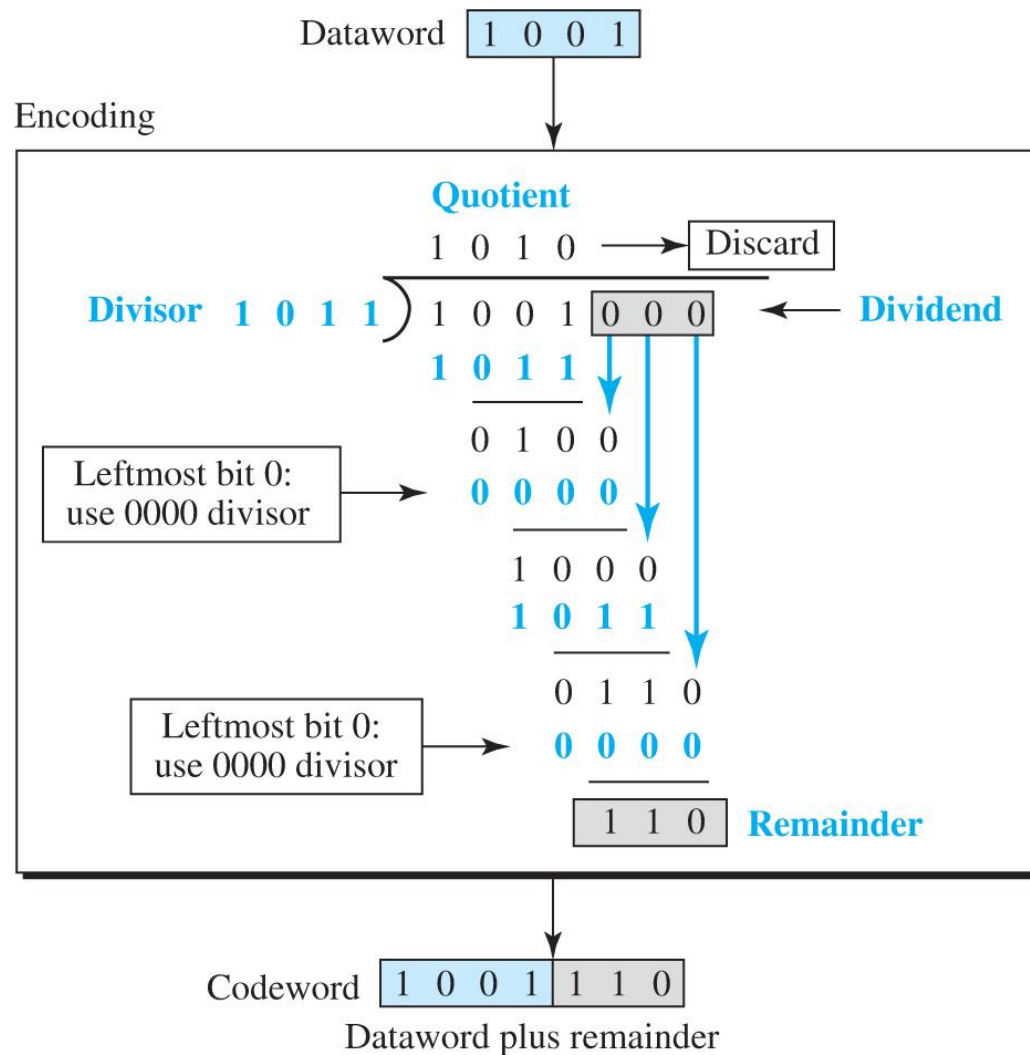 Dataword 1 0 0 1
Encoding
Quotient
1 0 1 0 Discard
Divisor 1 0 1 1 1 0 0 1 0 0 0 Dividend
1 0 1 1
0 1 0 0
Leftmost bit 0:
use 0000 divisor
0 0 0 0
1 0 0 0
1 0 1 1
0 1 1 0
Leftmost bit 0:
use 0000 divisor
0 0 0 0
1 1 0 Remainder
Codeword 1 0 0 1 1 1 0
Dataword plus remainder